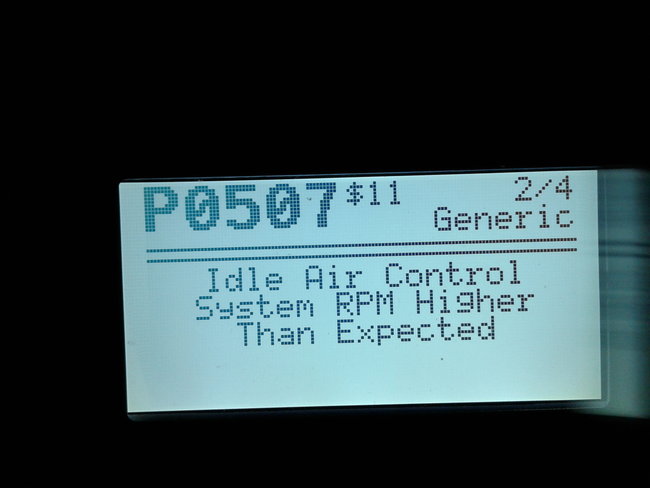 P0507 $11 2/4
Generic
Idle Air Control
System RPM Higher
Than Expected